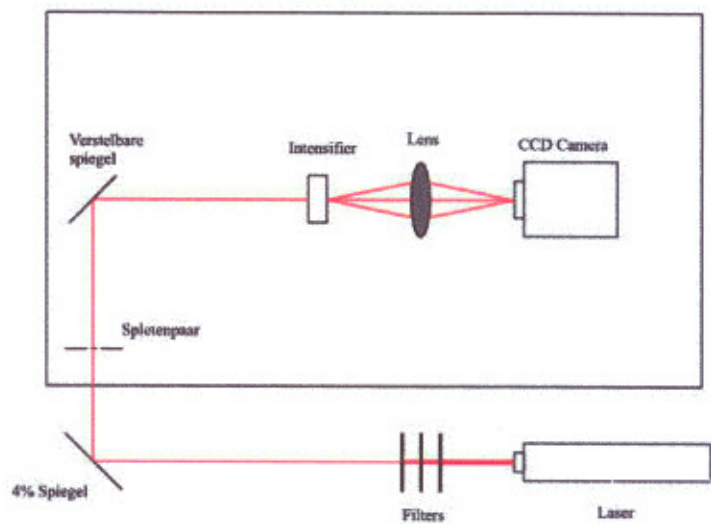 Verstelbare
spiegel
Intensifier
Lens
CCD Camera
Spletenpaar
4% Spiegel
Filters
Laser